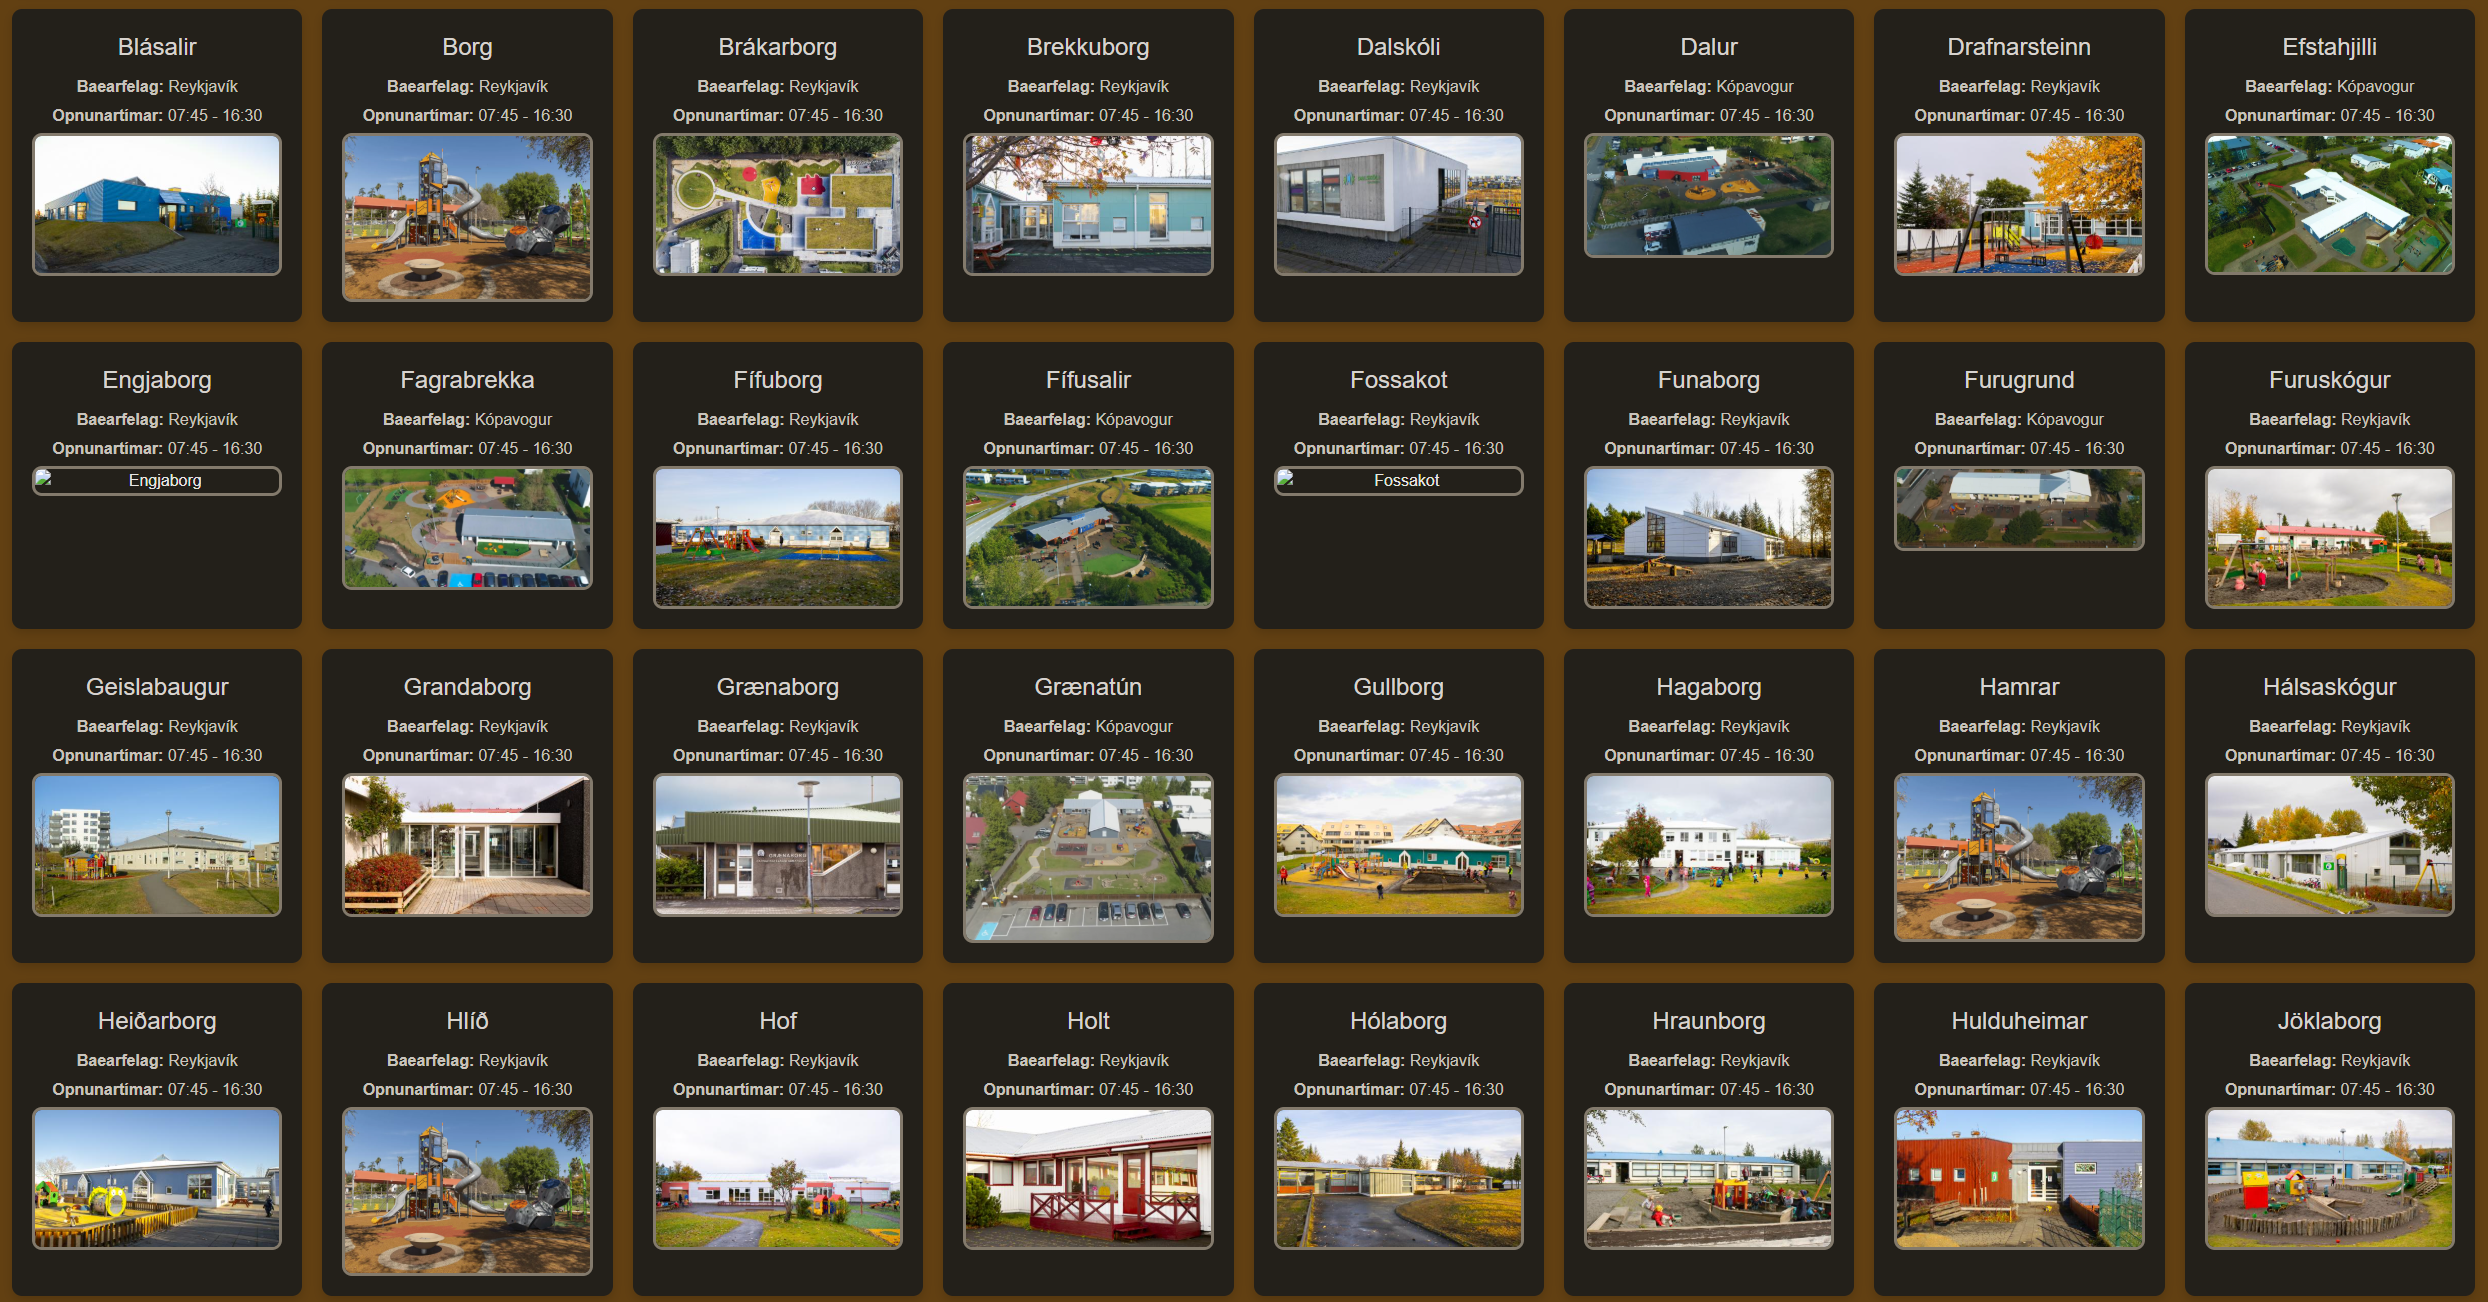 Blásalir
Baearfelag: Reykjavík
Opnunartímar: 07:45 - 16:30
Borg
Baearfelag: Reykjavík
Opnunartímar: 07:45 - 16:30
Brákarborg
Baearfelag: Reykjavík
Opnunartímar: 07:45 - 16:30
Brekkuborg
Baearfelag: Reykjavík
Opnunartímar: 07:45 - 16:30
Dalskóli
Baearfelag: Reykjavík
Opnunartímar: 07:45 - 16:30
Dalur
Baearfelag: Kópavogur
Opnunartímar: 07:45 - 16:30
Drafnarsteinn
Baearfelag: Reykjavík
Opnunartímar: 07:45 - 16:30
Efstahjilli
Baearfelag: Kópavogur
Opnunartímar: 07:45 - 16:30
Engjaborg
Baearfelag: Reykjavík
Opnunartímar: 07:45 - 16:30
Engjaborg
Fagrabrekka
Baearfelag: Kópavogur
Opnunartímar: 07:45 - 16:30
Fífuborg
Baearfelag: Reykjavík
Opnunartímar: 07:45 - 16:30
Fífusalir
Baearfelag: Kópavogur
Opnunartímar: 07:45 - 16:30
Fossakot
Baearfelag: Reykjavík
Opnunartímar: 07:45 - 16:30
Fossakot
Funaborg
Baearfelag: Reykjavík
Opnunartímar: 07:45 - 16:30
Furugrund
Baearfelag: Kópavogur
Opnunartímar: 07:45 - 16:30
Furuskógur
Baearfelag: Reykjavík
Opnunartímar: 07:45 - 16:30
Geislabaugur
Baearfelag: Reykjavík
Opnunartímar: 07:45 - 16:30
Grandaborg
Baearfelag: Reykjavík
Opnunartímar: 07:45 - 16:30
Grænaborg
Baearfelag: Reykjavík
Opnunartímar: 07:45 - 16:30
GRÆNABORG
Grænatún
Baearfelag: Kópavogur
Opnunartímar: 07:45 - 16:30
Gullborg
Baearfelag: Reykjavík
Opnunartímar: 07:45 - 16:30
Hagaborg
Baearfelag: Reykjavík
Opnunartímar: 07:45 - 16:30
Hamrar
Baearfelag: Reykjavík
Opnunartímar: 07:45 - 16:30
Hálsaskógur
Baearfelag: Reykjavík
Opnunartímar: 07:45 - 16:30
Heiðarborg
Baearfelag: Reykjavík
Opnunartímar: 07:45 - 16:30
Hlíð
Baearfelag: Reykjavík
Opnunartímar: 07:45 - 16:30
Hof
Baearfelag: Reykjavík
Opnunartímar: 07:45 - 16:30
Holt
Baearfelag: Reykjavík
Opnunartímar: 07:45 - 16:30
Hólaborg
Baearfelag: Reykjavík
Opnunartímar: 07:45 - 16:30
Hraunborg
Baearfelag: Reykjavík
Opnunartímar: 07:45 - 16:30
Hulduheimar
Baearfelag: Reykjavík
Opnunartímar: 07:45 - 16:30
Jöklaborg
Baearfelag: Reykjavík
Opnunartímar: 07:45 - 16:30